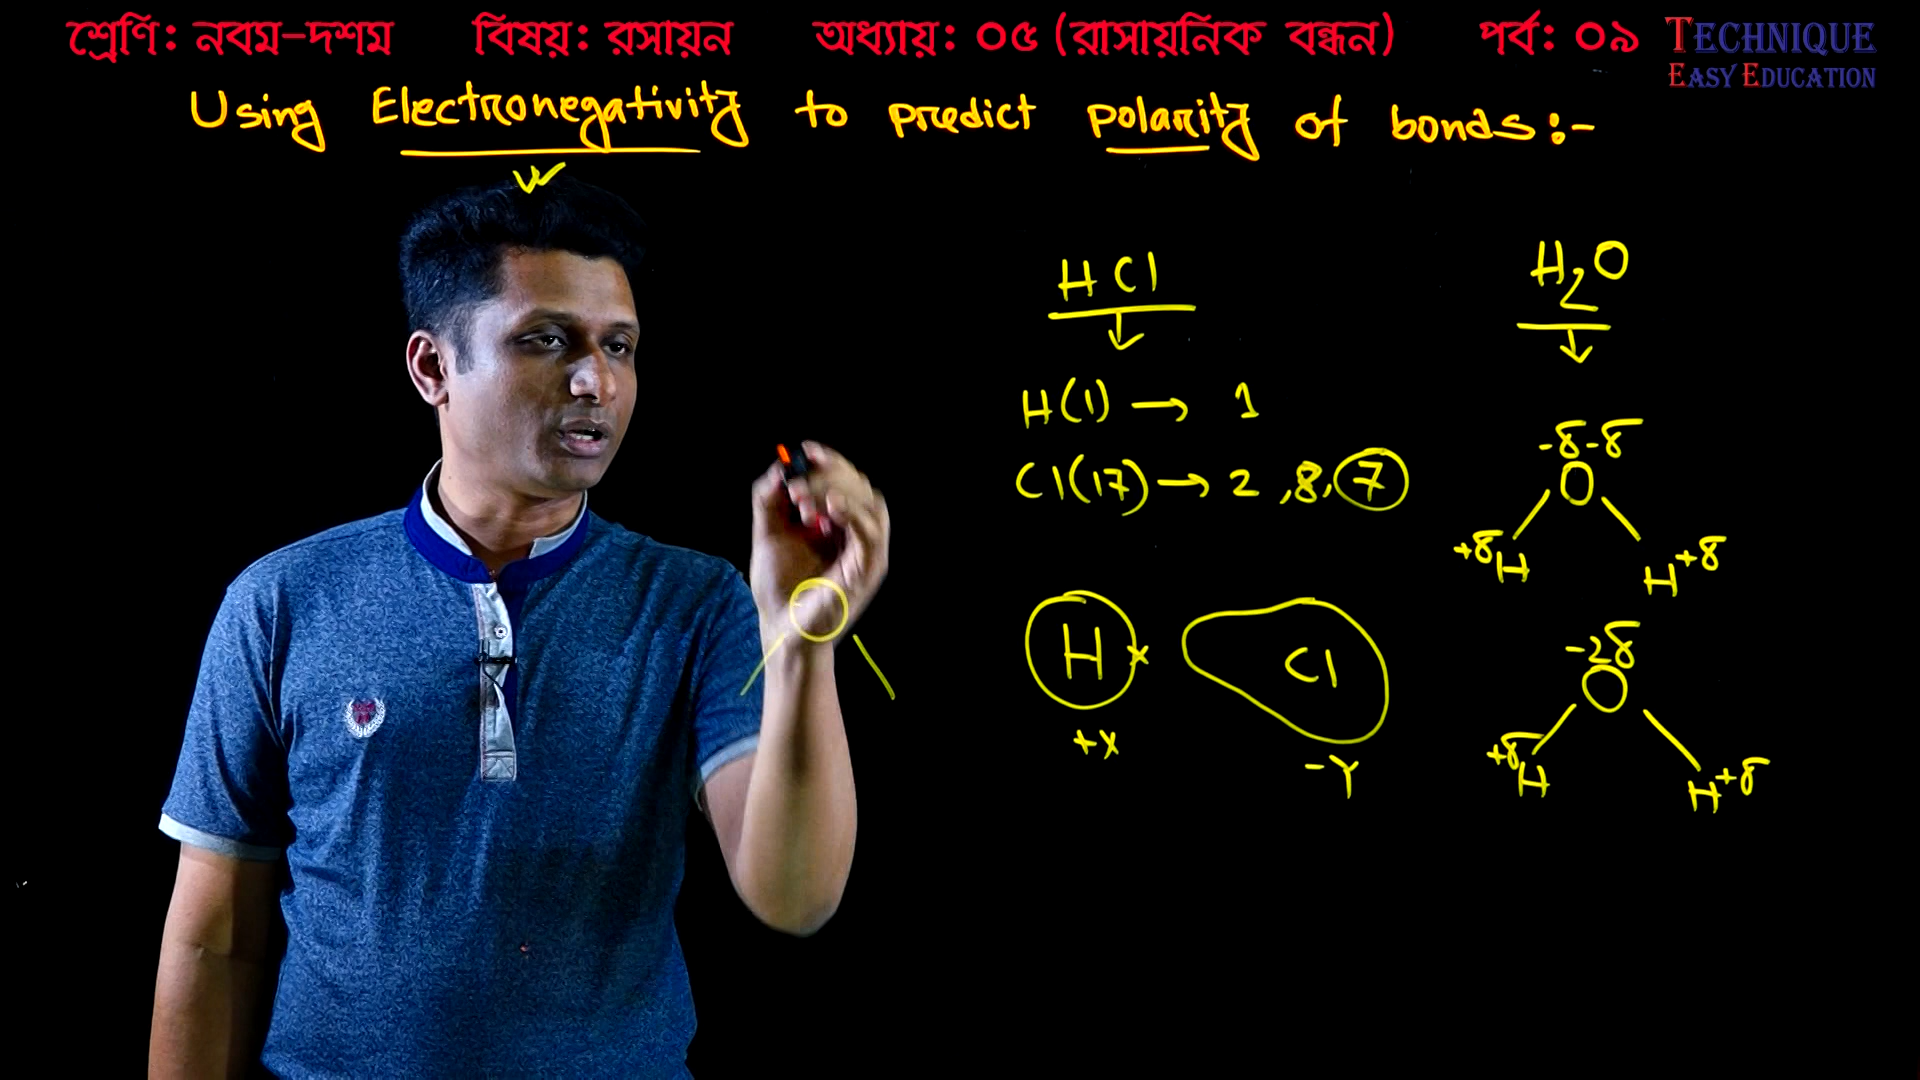 শ্রেণি: নবম-দশম বিষয়: রসায়ন অধ্যায়: ০৫ (রাসায়নিক বন্ধন) পর্ব: ০৯
TECHNIQUE
EASY EDUCATION
Using Electronegativity to predict polarity of bonds:-
HCl
H(1) → 1
Cl(17) → 2,8,7
H x Cl
+x -Y
H2O
-δ-δ
O
+δH H+δ
-2δ
O
+δH H+δ